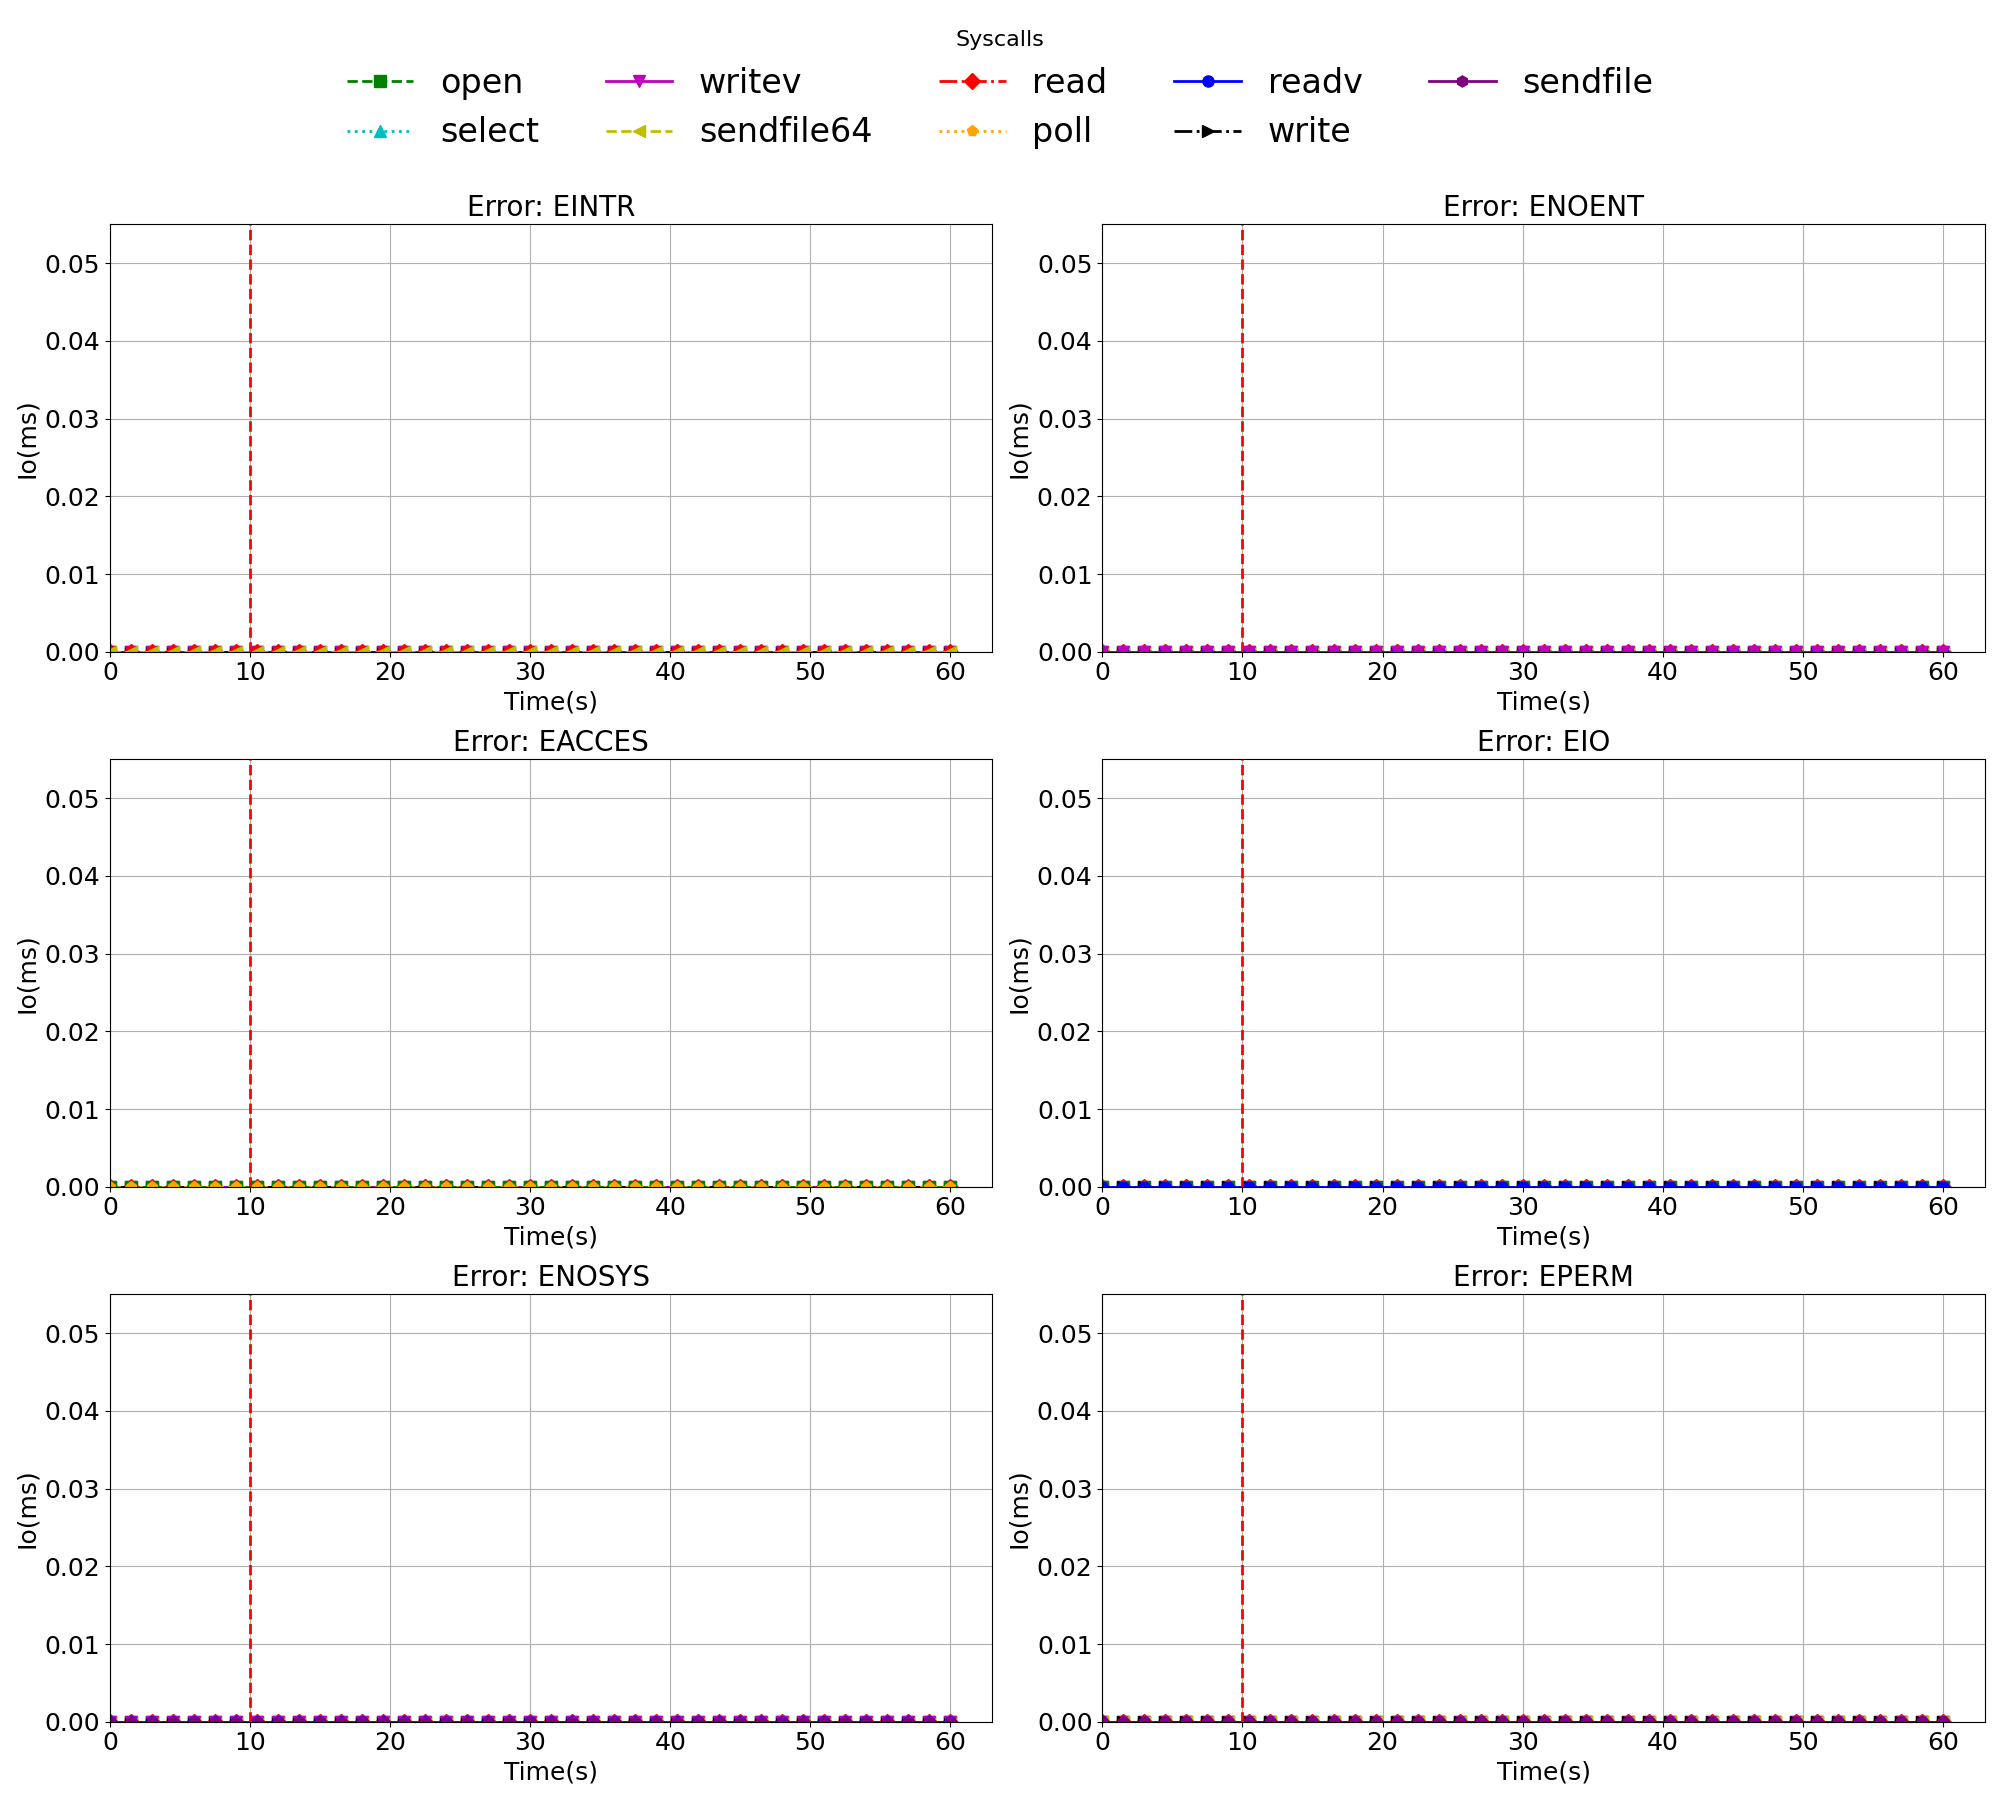 Syscalls
open writev read readv sendfile
select sendfile64 poll write
Error: EINTR
0.05
0.04
0.03
0.02
0.01
0.00
Io(ms)
0 10 20 30 40 50 60
Time(s)
Error: ENOENT
0.05
0.04
0.03
0.02
0.01
0.00
Io(ms)
0 10 20 30 40 50 60
Time(s)
Error: EACCES
0.05
0.04
0.03
0.02
0.01
0.00
Io(ms)
0 10 20 30 40 50 60
Time(s)
Error: EIO
0.05
0.04
0.03
0.02
0.01
0.00
Io(ms)
0 10 20 30 40 50 60
Time(s)
Error: ENOSYS
0.05
0.04
0.03
0.02
0.01
0.00
Io(ms)
0 10 20 30 40 50 60
Time(s)
Error: EPERM
0.05
0.04
0.03
0.02
0.01
0.00
Io(ms)
0 10 20 30 40 50 60
Time(s)